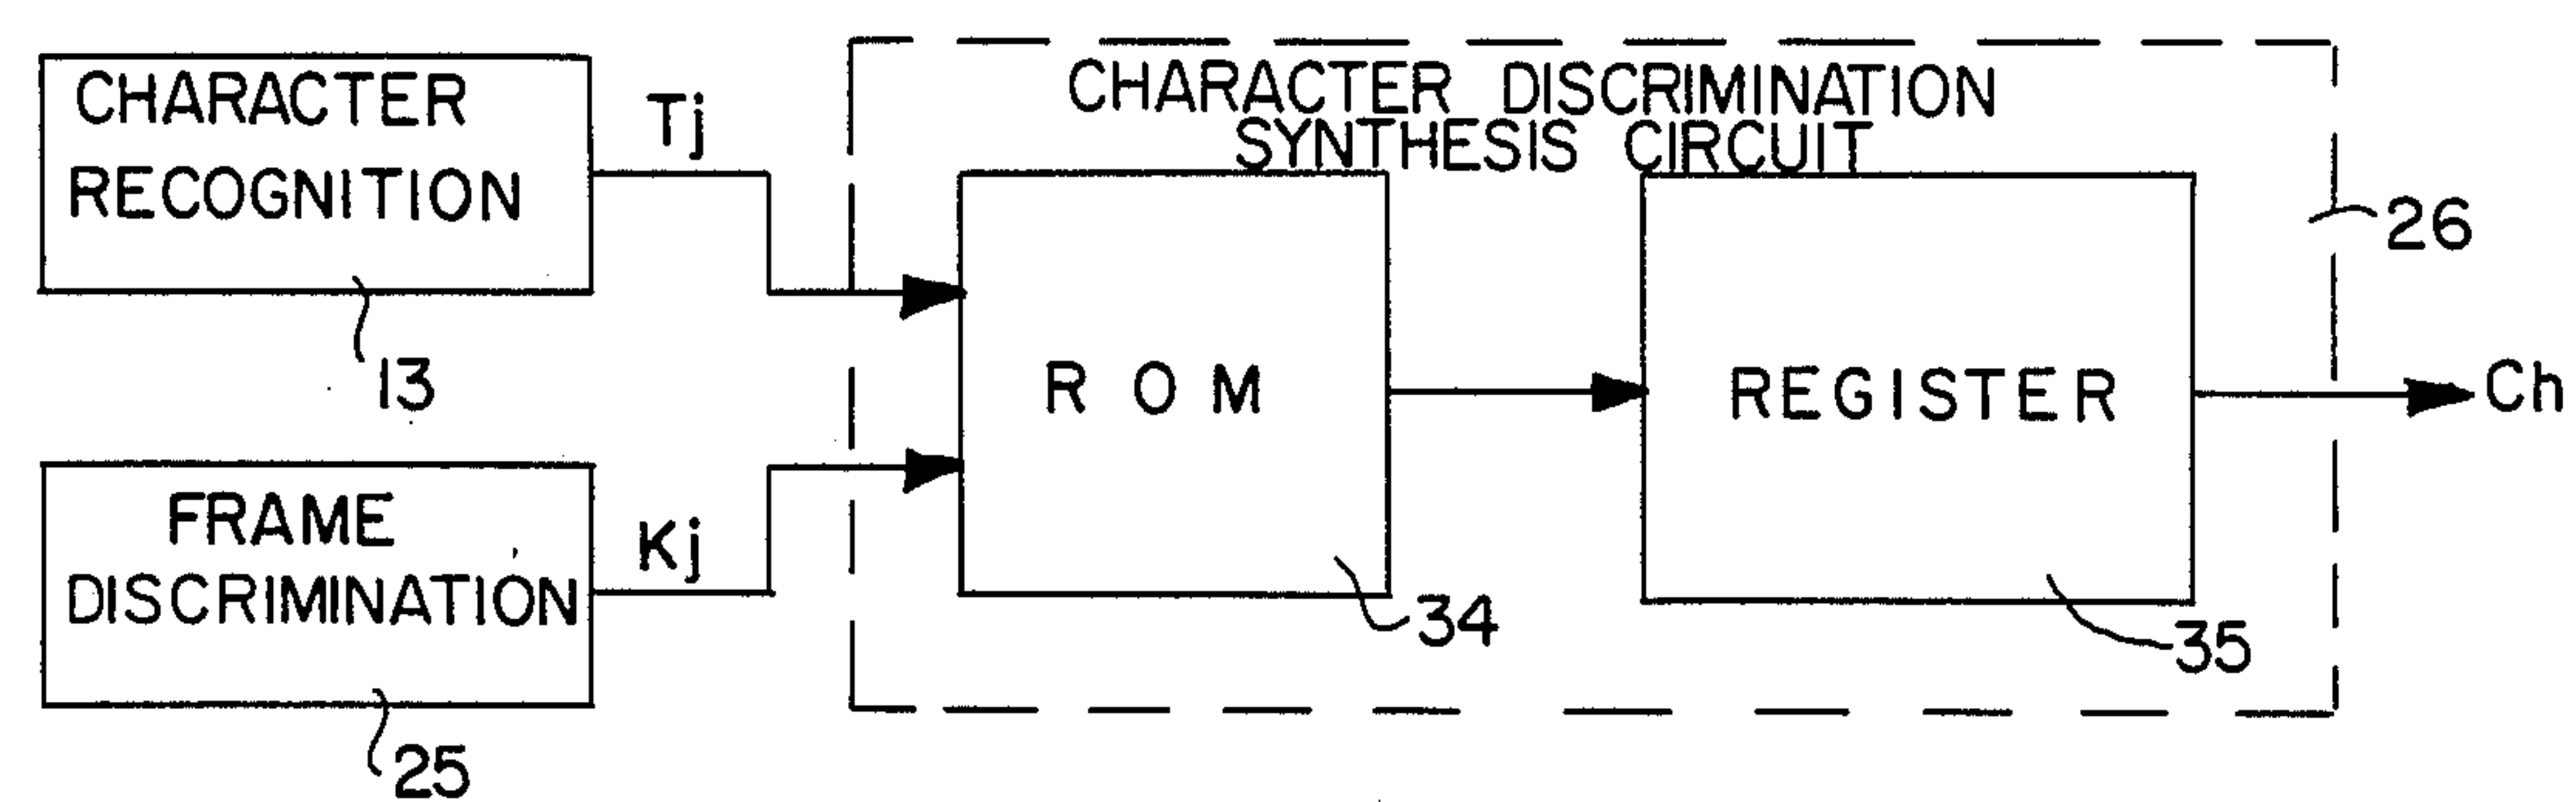 CHARACTER
RECOGNITION
13
Tj
FRAME
DISCRIMINATION
25
Kj
CHARACTER DISCRIMINATION
SYNTHESIS CIRCUIT
26
ROM
34
REGISTER
35
Ch